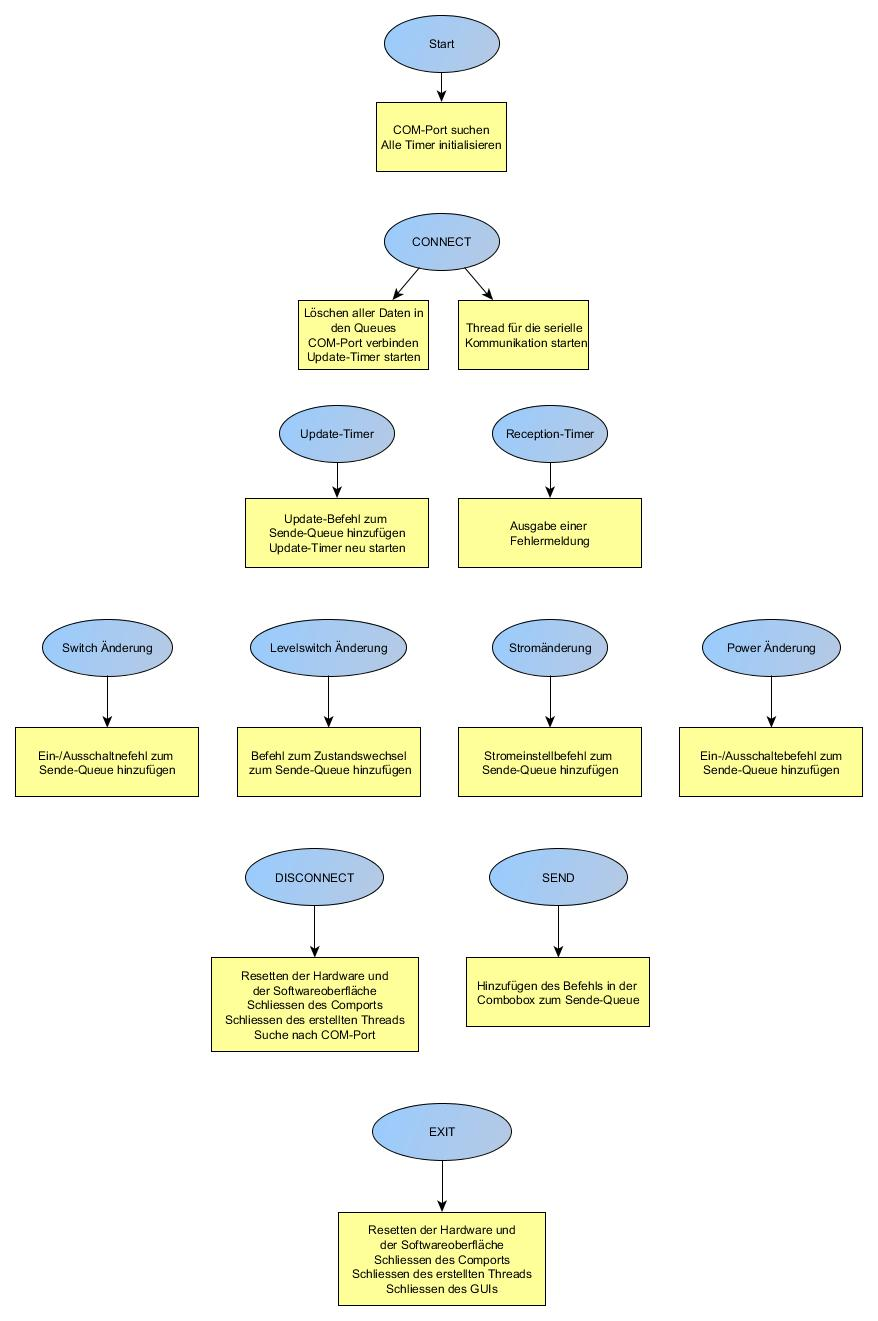 Start
COM-Port suchen
Alle Timer initialisieren
CONNECT
Löschen aller Daten in
den Queues
COM-Port verbinden
Update-Timer starten
Thread für die serielle
Kommunikation starten
Update-Timer
Reception-Timer
Update-Befehl zum
Sende-Queue hinzufügen
Update-Timer neu starten
Ausgabe einer
Fehlermeldung
Switch Änderung
Levelswitch Änderung
Stromänderung
Power Änderung
Ein-/Ausschaltnefehl zum
Sende-Queue hinzufügen
Befehl zum Zustandswechsel
zum Sende-Queue hinzufügen
Stromeinstellbefehl zum
Sende-Queue hinzufügen
Ein-/Ausschaltebefehl zum
Sende-Queue hinzufügen
DISCONNECT
SEND
Resetten der Hardware und
der Softwareoberfläche
Schliessen des Comports
Schliessen des erstellten Threads
Suche nach COM-Port
Hinzufügen des Befehls in der
Combobox zum Sende-Queue
EXIT
Resetten der Hardware und
der Softwareoberfläche
Schliessen des Comports
Schliessen des erstellten Threads
Schliessen des GUIs